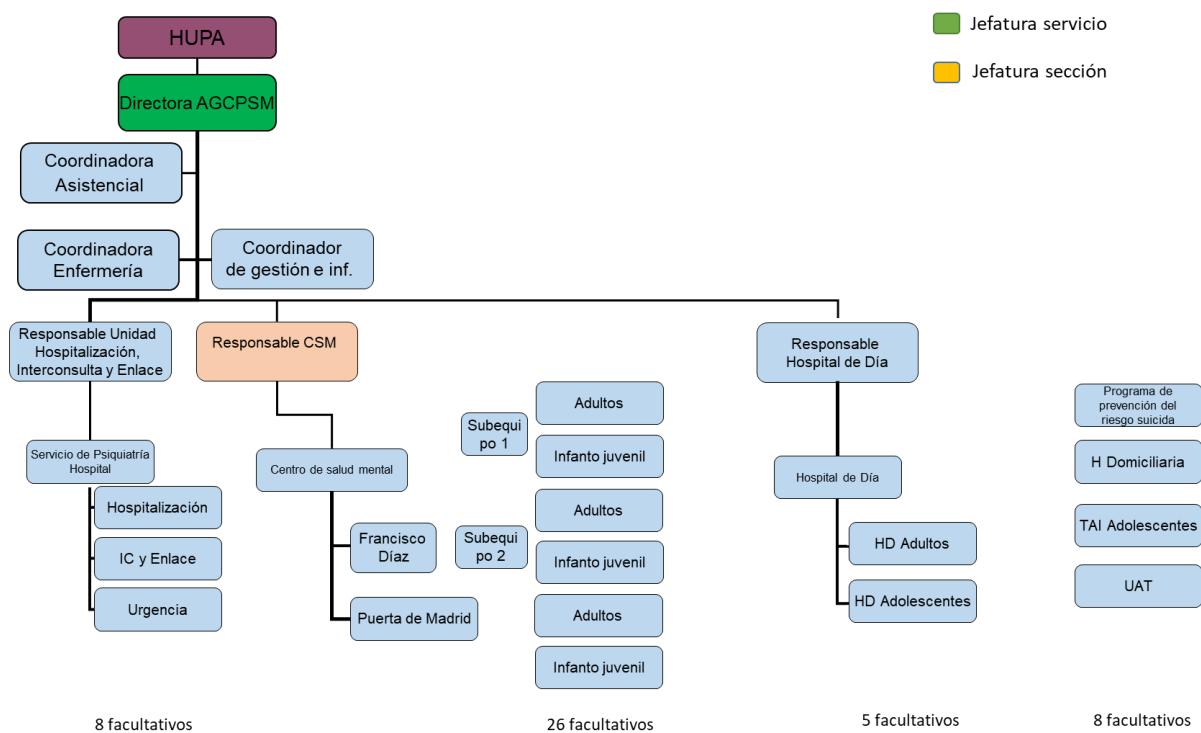 HUPA
Jefatura servicio
Jefatura sección
Directora AGCPSM
Coordinadora
Asistencial
Coordinadora
Enfermería
Coordinador
de gestión e inf.
Responsable Unidad
Hospitalización,
Interconsulta y Enlace
Responsable CSM
Responsable
Hospital de Día
Servicio de Psiquiatría
Hospital
Hospitalización
IC y Enlace
Urgencia
Centro de salud mental
Francisco
Díaz
Puerta de Madrid
Subequi
po 1
Adultos
Infanto juvenil
Subequi
po 2
Adultos
Infanto juvenil
Adultos
Infanto juvenil
Hospital de Día
HD Adultos
HD Adolescentes
Programa de
prevención del
riesgo suicida
H Domiciliaria
TAI Adolescentes
UAT
8 facultativos
26 facultativos
5 facultativos
8 facultativos